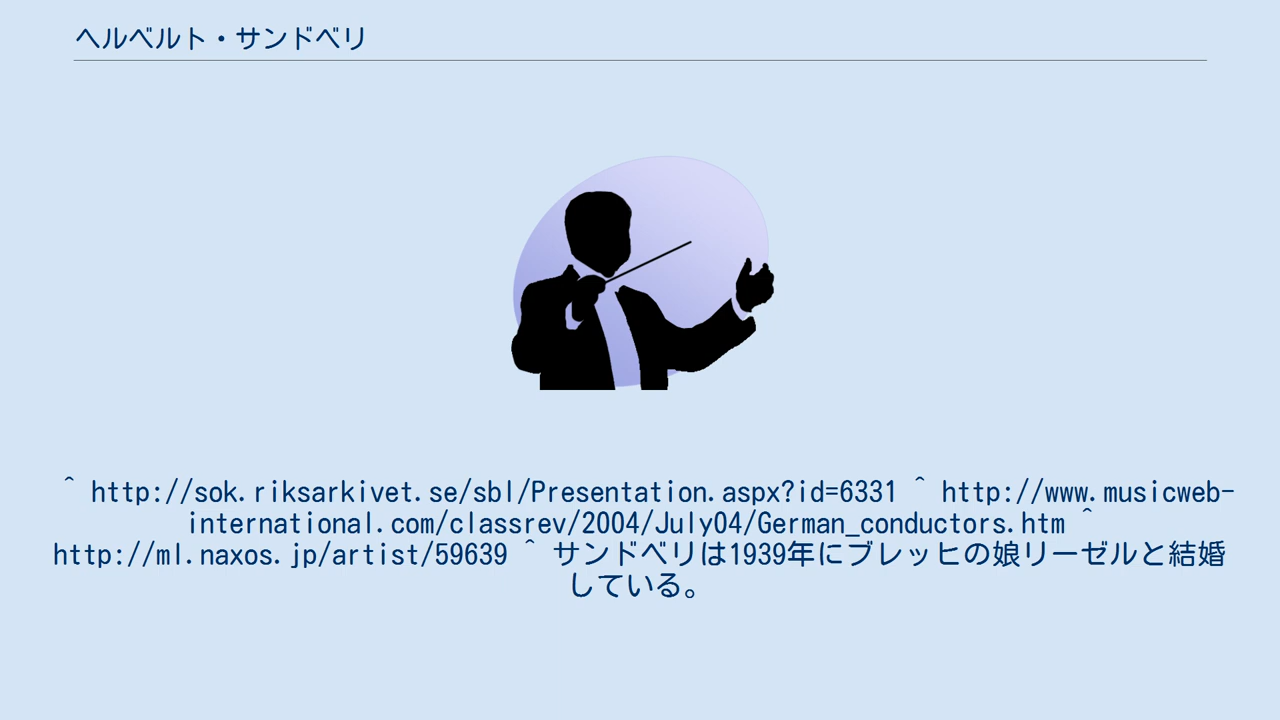 ヘルベルト・サンドベリ
^ http://sok.riksarkivet.se/sbl/Presentation.aspx?id=6331 ^ http://www.musicweb-
international.com/classrev/2004/July04/German_conductors.htm ^
http://ml.naxos.jp/artist/59639 ^ サンドベリは1939年にブレッヒの娘リーゼルと結婚
している。